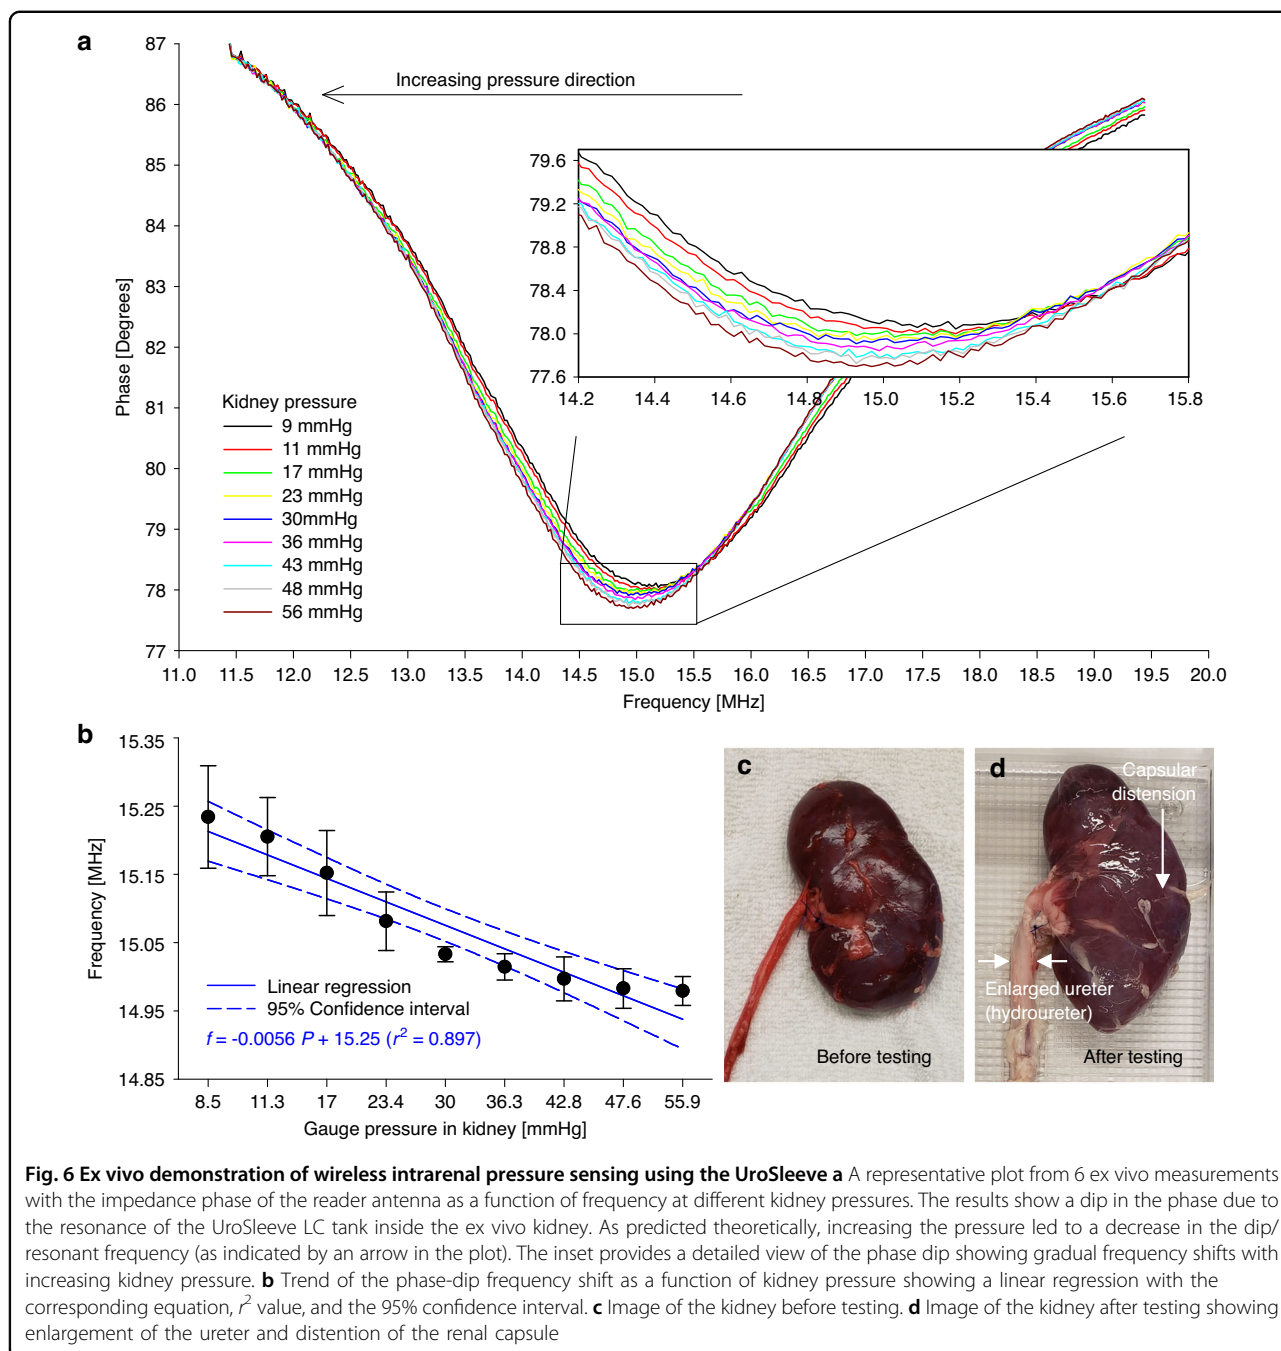 a
87
86
85
84
83
82
81
80
79
78
77
Phase [Degrees]
Increasing pressure direction
79.6
79.2
78.8
78.4
78.0
77.6
14.2 14.4 14.6 14.8 15.0 15.2 15.4 15.6 15.8
Kidney pressure
9 mmHg
11 mmHg
17 mmHg
23 mmHg
30mmHg
36 mmHg
43 mmHg
48 mmHg
56 mmHg
11.0 11.5 12.0 12.5 13.0 13.5 14.0 14.5 15.0 15.5 16.0 16.5 17.0 17.5 18.0 18.5 19.0 19.5 20.0
Frequency [MHz]
b
15.35
15.25
15.15
15.05
14.95
14.85
Frequency [MHz]
Linear regression
95% Confidence interval
f = -0.0056 P + 15.25 (r² = 0.897)
8.5 11.3 17 23.4 30 36.3 42.8 47.6 55.9
Gauge pressure in kidney [mmHg]
c
Before testing
d
Capsular
distension
Enlarged ureter
(hydroureter)
After testing
Fig. 6 Ex vivo demonstration of wireless intrarenal pressure sensing using the UroSleeve a A representative plot from 6 ex vivo measurements
with the impedance phase of the reader antenna as a function of frequency at different kidney pressures. The results show a dip in the phase due to
the resonance of the UroSleeve LC tank inside the ex vivo kidney. As predicted theoretically, increasing the pressure led to a decrease in the dip/
resonant frequency (as indicated by an arrow in the plot). The inset provides a detailed view of the phase dip showing gradual frequency shifts with
increasing kidney pressure. b Trend of the phase-dip frequency shift as a function of kidney pressure showing a linear regression with the
corresponding equation, r² value, and the 95% confidence interval. c Image of the kidney before testing. d Image of the kidney after testing showing
enlargement of the ureter and distention of the renal capsule